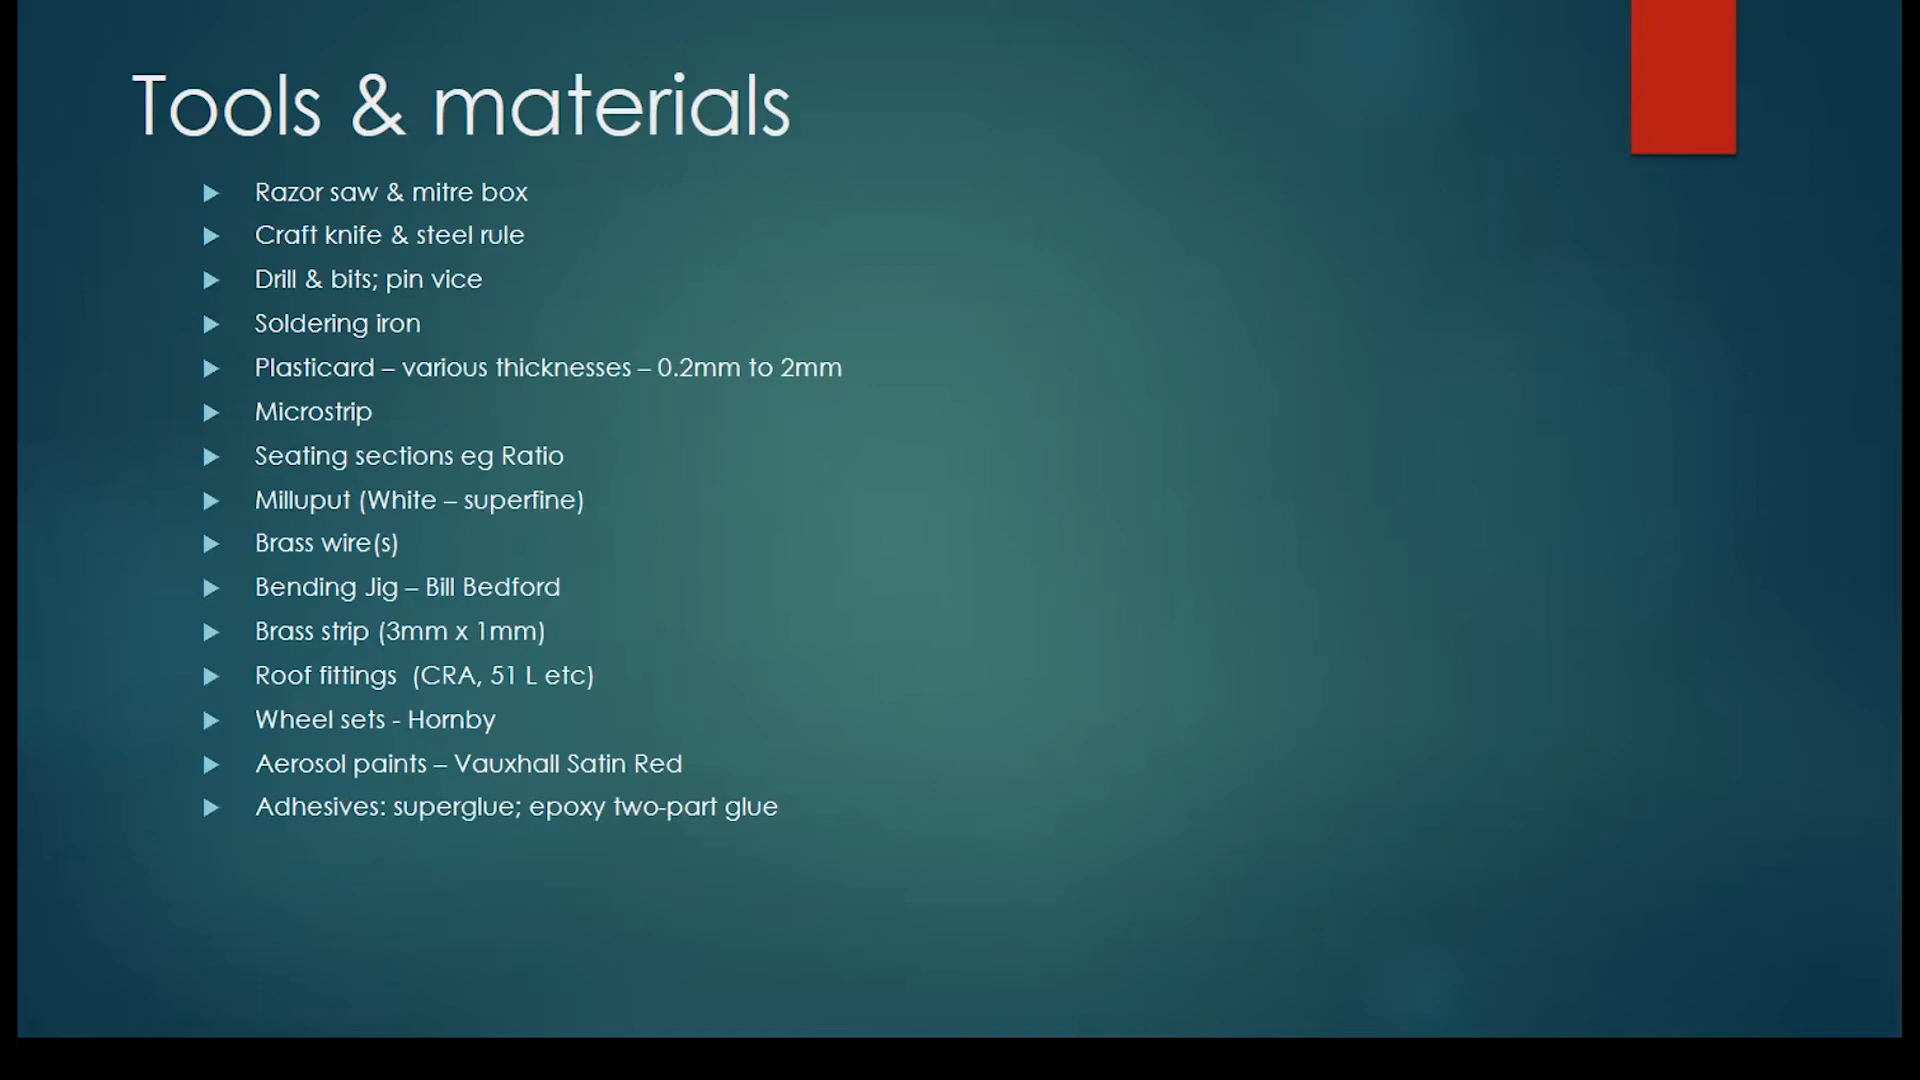 Tools & materials
Razor saw & mitre box
Craft knife & steel rule
Drill & bits; pin vice
Soldering iron
Plasticard – various thicknesses – 0.2mm to 2mm
Microstrip
Seating sections eg Ratio
Milluput (White – superfine)
Brass wire(s)
Bending Jig – Bill Bedford
Brass strip (3mm x 1mm)
Roof fittings  (CRA, 51 L etc)
Wheel sets - Hornby
Aerosol paints – Vauxhall Satin Red
Adhesives: superglue; epoxy two-part glue